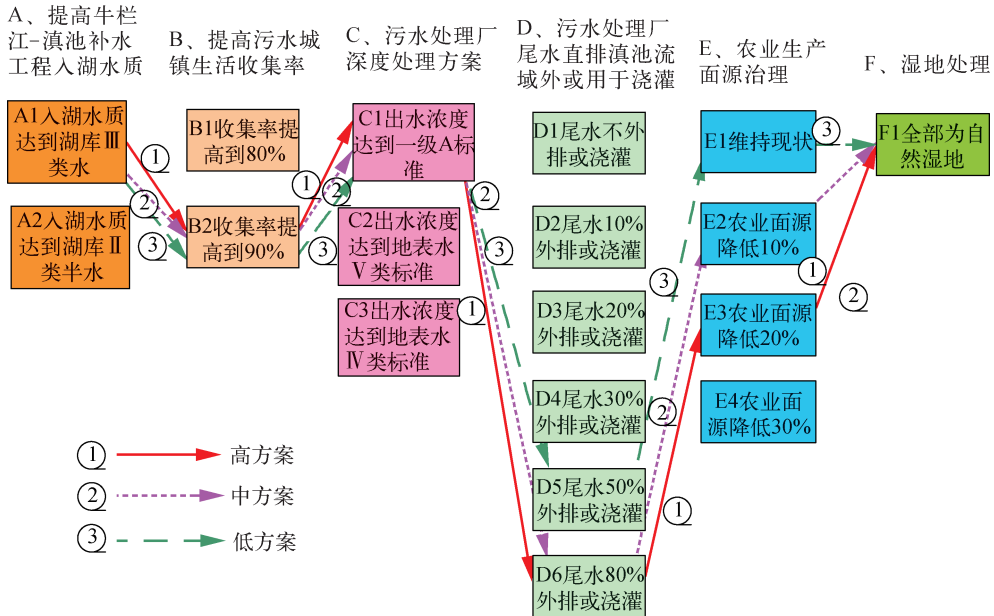 A、提高牛栏
江-滇池补水
工程入湖水质
B、提高污水城
镇生活收集率
C、污水处理厂
深度处理方案
D、污水处理厂
尾水直排滇池流
域外或用于浇灌
E、农业生产
面源治理
F、湿地处理
A1入湖水质
达到湖库Ⅲ
类水
A2入湖水质
达到湖库Ⅱ
类半水
B1收集率提
高到80%
B2收集率提
高到90%
C1出水浓度
达到一级A标
准
C2出水浓度
达到地表水
Ⅴ类标准
C3出水浓度
达到地表水
Ⅳ类标准
D1尾水不外
排或浇灌
D2尾水10%
外排或浇灌
D3尾水20%
外排或浇灌
D4尾水30%
外排或浇灌
D5尾水50%
外排或浇灌
D6尾水80%
外排或浇灌
E1维持现状
E2农业面源
降低10%
E3农业面源
降低20%
E4农业面
源降低30%
F1全部为自
然湿地
①
②
③
①
②
③
②
③
①
③
②
①
③
①
②
① 高方案
② 中方案
③ 低方案